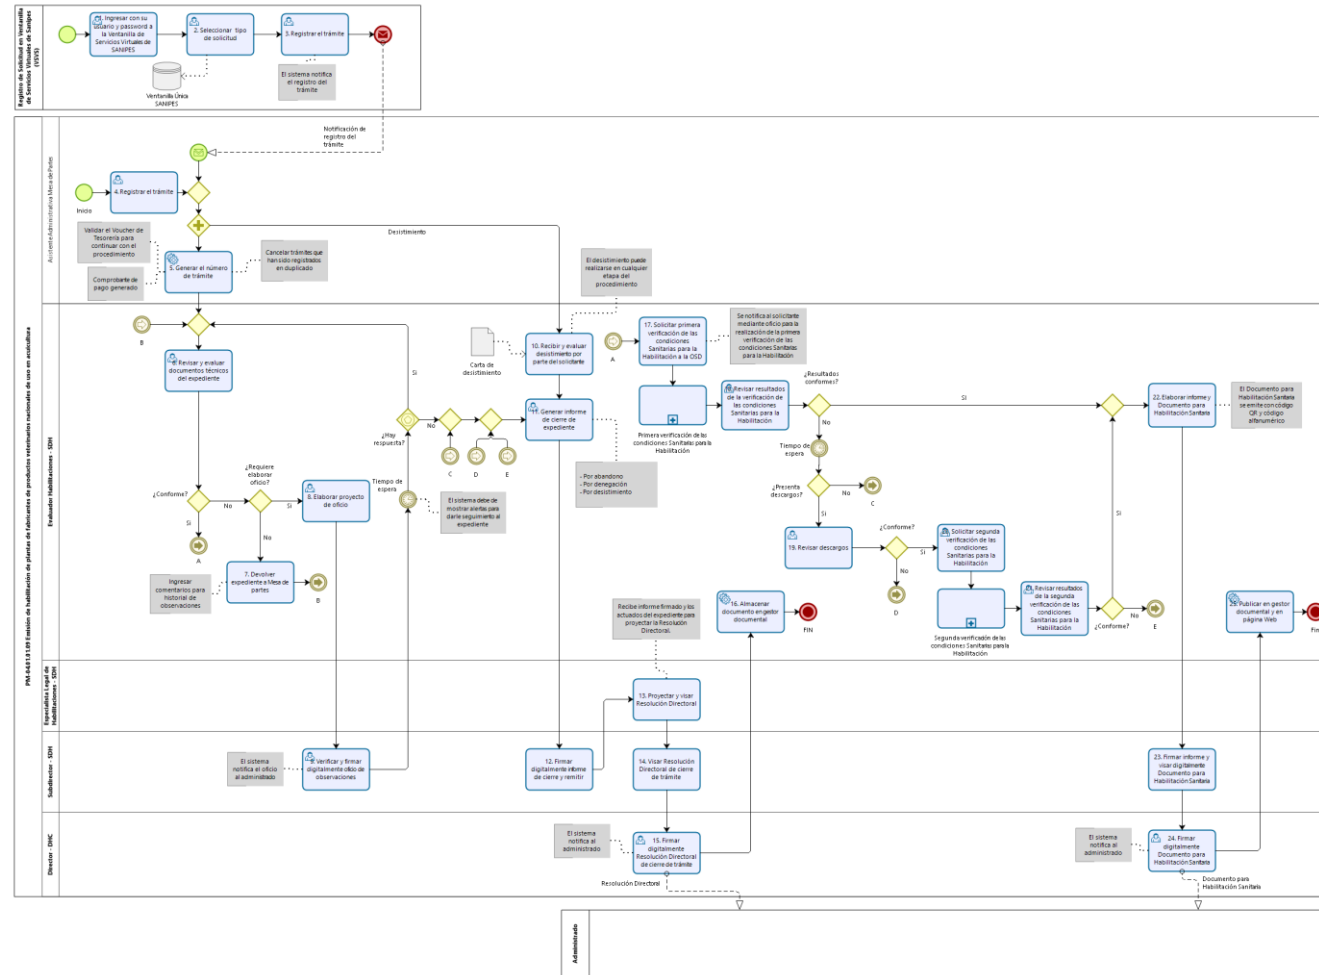 Registro de Solicitud en Ventanilla
de Servicios Virtuales de Sanipes
(VSVS)
1. Ingresar con su
usuario y password a
la Ventanilla de
Servicios Virtuales de
SANIPES
2. Seleccionar tipo
de solicitud
3. Registrar el trámite
Ventanilla Única
SANIPES
El sistema notifica
el registro del
trámite
Notificación de
registro del
trámite
PM-04.01.01.09 Emisión de habilitación de plantas de fabricantes de productos veterinarios nacionales de uso en acuicultura
Asistente Administrativa Mesa de Partes
Inicio
4. Registrar el trámite
Desistimiento
Validar el Voucher de
Tesorería para
continuar con el
procedimiento
Comprobante de
pago generado
5. Generar el número
de trámite
Cancelar trámites que
han sido registrados
en duplicado
El desistimiento puede
realizarse en cualquier
etapa del
procedimiento
Evaluador Habilitaciones - SDH
B
6. Revisar y evaluar
documentos técnicos
del expediente
Si
¿Conforme?
No
Si
A
¿Requiere
elaborar
oficio?
Si
No
8. Elaborar proyecto
de oficio
7. Devolver
expediente a Mesa de
partes
B
Ingresar
comentarios para
historial de
observaciones
¿Hay
respuesta?
No
Tiempo de
espera
El sistema debe de
mostrar alertas para
darle seguimiento al
expediente
C
D
E
Carta de
desistimiento
10. Recibir y evaluar
desistimiento por
parte del solicitante
11. Generar informe
de cierre de
expediente
- Por abandono
- Por denegación
- Por desistimiento
A
17. Solicitar primera
verificación de las
condiciones
Sanitarias para la
Habilitación a la OSD
Se notifica al solicitante
mediante oficio para la
realización de la primera
verificación de las
condiciones Sanitarias
para la Habilitación
Primera verificación de las
condiciones Sanitarias para la
Habilitación
Revisar resultados
de la verificación de
las condiciones
Sanitarias para la
Habilitación
¿Resultados
conformes?
Si
No
Tiempo de
espera
¿Presenta
descargos?
No
C
Si
19. Revisar descargos
¿Conforme?
Si
No
D
Solicitar segunda
verificación de las
condiciones
Sanitarias para la
Habilitación
Segunda verificación de las
condiciones Sanitarias para la
Habilitación
Revisar resultados
de la segunda
verificación de las
condiciones
Sanitarias para la
Habilitación
Si
¿Conforme?
No
E
22. Elaborar informe y
Documento para
Habilitación Sanitaria
El Documento para
Habilitación Sanitaria
se emite con código
QR y código
alfanumérico
Recibe informe firmado y los
actuados del expediente para
proyectar la Resolución
Directoral.
16. Almacenar
documento en gestor
documental
FIN
25. Publicar en gestor
documental y en
página Web
Fin
Especialista Legal de
Habilitaciones - SDH
13. Proyectar y visar
Resolución Directoral
Subdirector - SDH
El sistema
notifica el oficio
al administrado
9. Verificar y firmar
digitalmente oficio de
observaciones
12. Firmar
digitalmente informe
de cierre y remitir
14. Visar Resolución
Directoral de cierre
de trámite
23. Firmar informe y
visar digitalmente
Documento para
Habilitación Sanitaria
Director - DHC
El sistema
notifica al
administrado
15. Firmar
digitalmente
Resolución Directoral
de cierre de trámite
Resolución Directoral
El sistema
notifica al
administrado
24. Firmar
digitalmente
Documento para
Habilitación Sanitaria
Documento para
Habilitación Sanitaria
Administrado